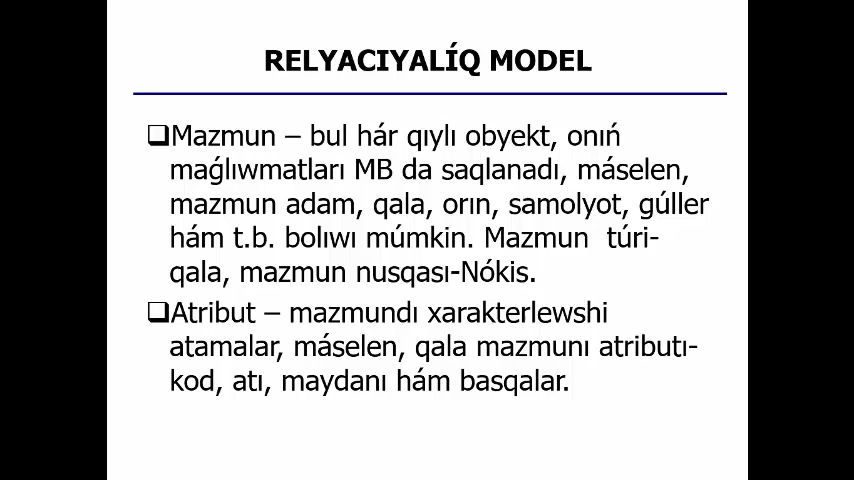 RELYACIYALÍQ MODEL
❑Mazmun – bul hár qıylı obyekt, onıń
maǵlıwmatları MB da saqlanadı, máselen,
mazmun adam, qala, orın, samolyot, gúller
hám t.b. bolıwı múmkin. Mazmun túri-
qala, mazmun nusqası-Nókis.
❑Atribut – mazmundı xarakterlewshi
atamalar, máselen, qala mazmunı atributı-
kod, atı, maydanı hám basqalar.